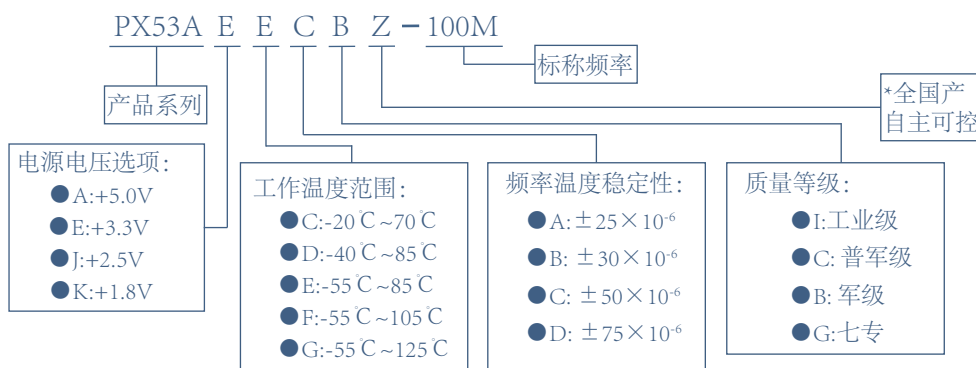 PX53A E E C B Z-100M
标称频率
产品系列
*全国产
自主可控
电源电压选项：
●A:+5.0V
●E:+3.3V
●J:+2.5V
●K:+1.8V
工作温度范围：
●C:-20℃~70℃
●D:-40℃~85℃
●E:-55℃~85℃
●F:-55℃~105℃
●G:-55℃~125℃
频率温度稳定性：
●A:±25×10⁻⁶
●B: ±30×10⁻⁶
●C: ±50×10⁻⁶
●D: ±75×10⁻⁶
质量等级：
●I:工业级
●C: 普军级
●B: 军级
●G:七专